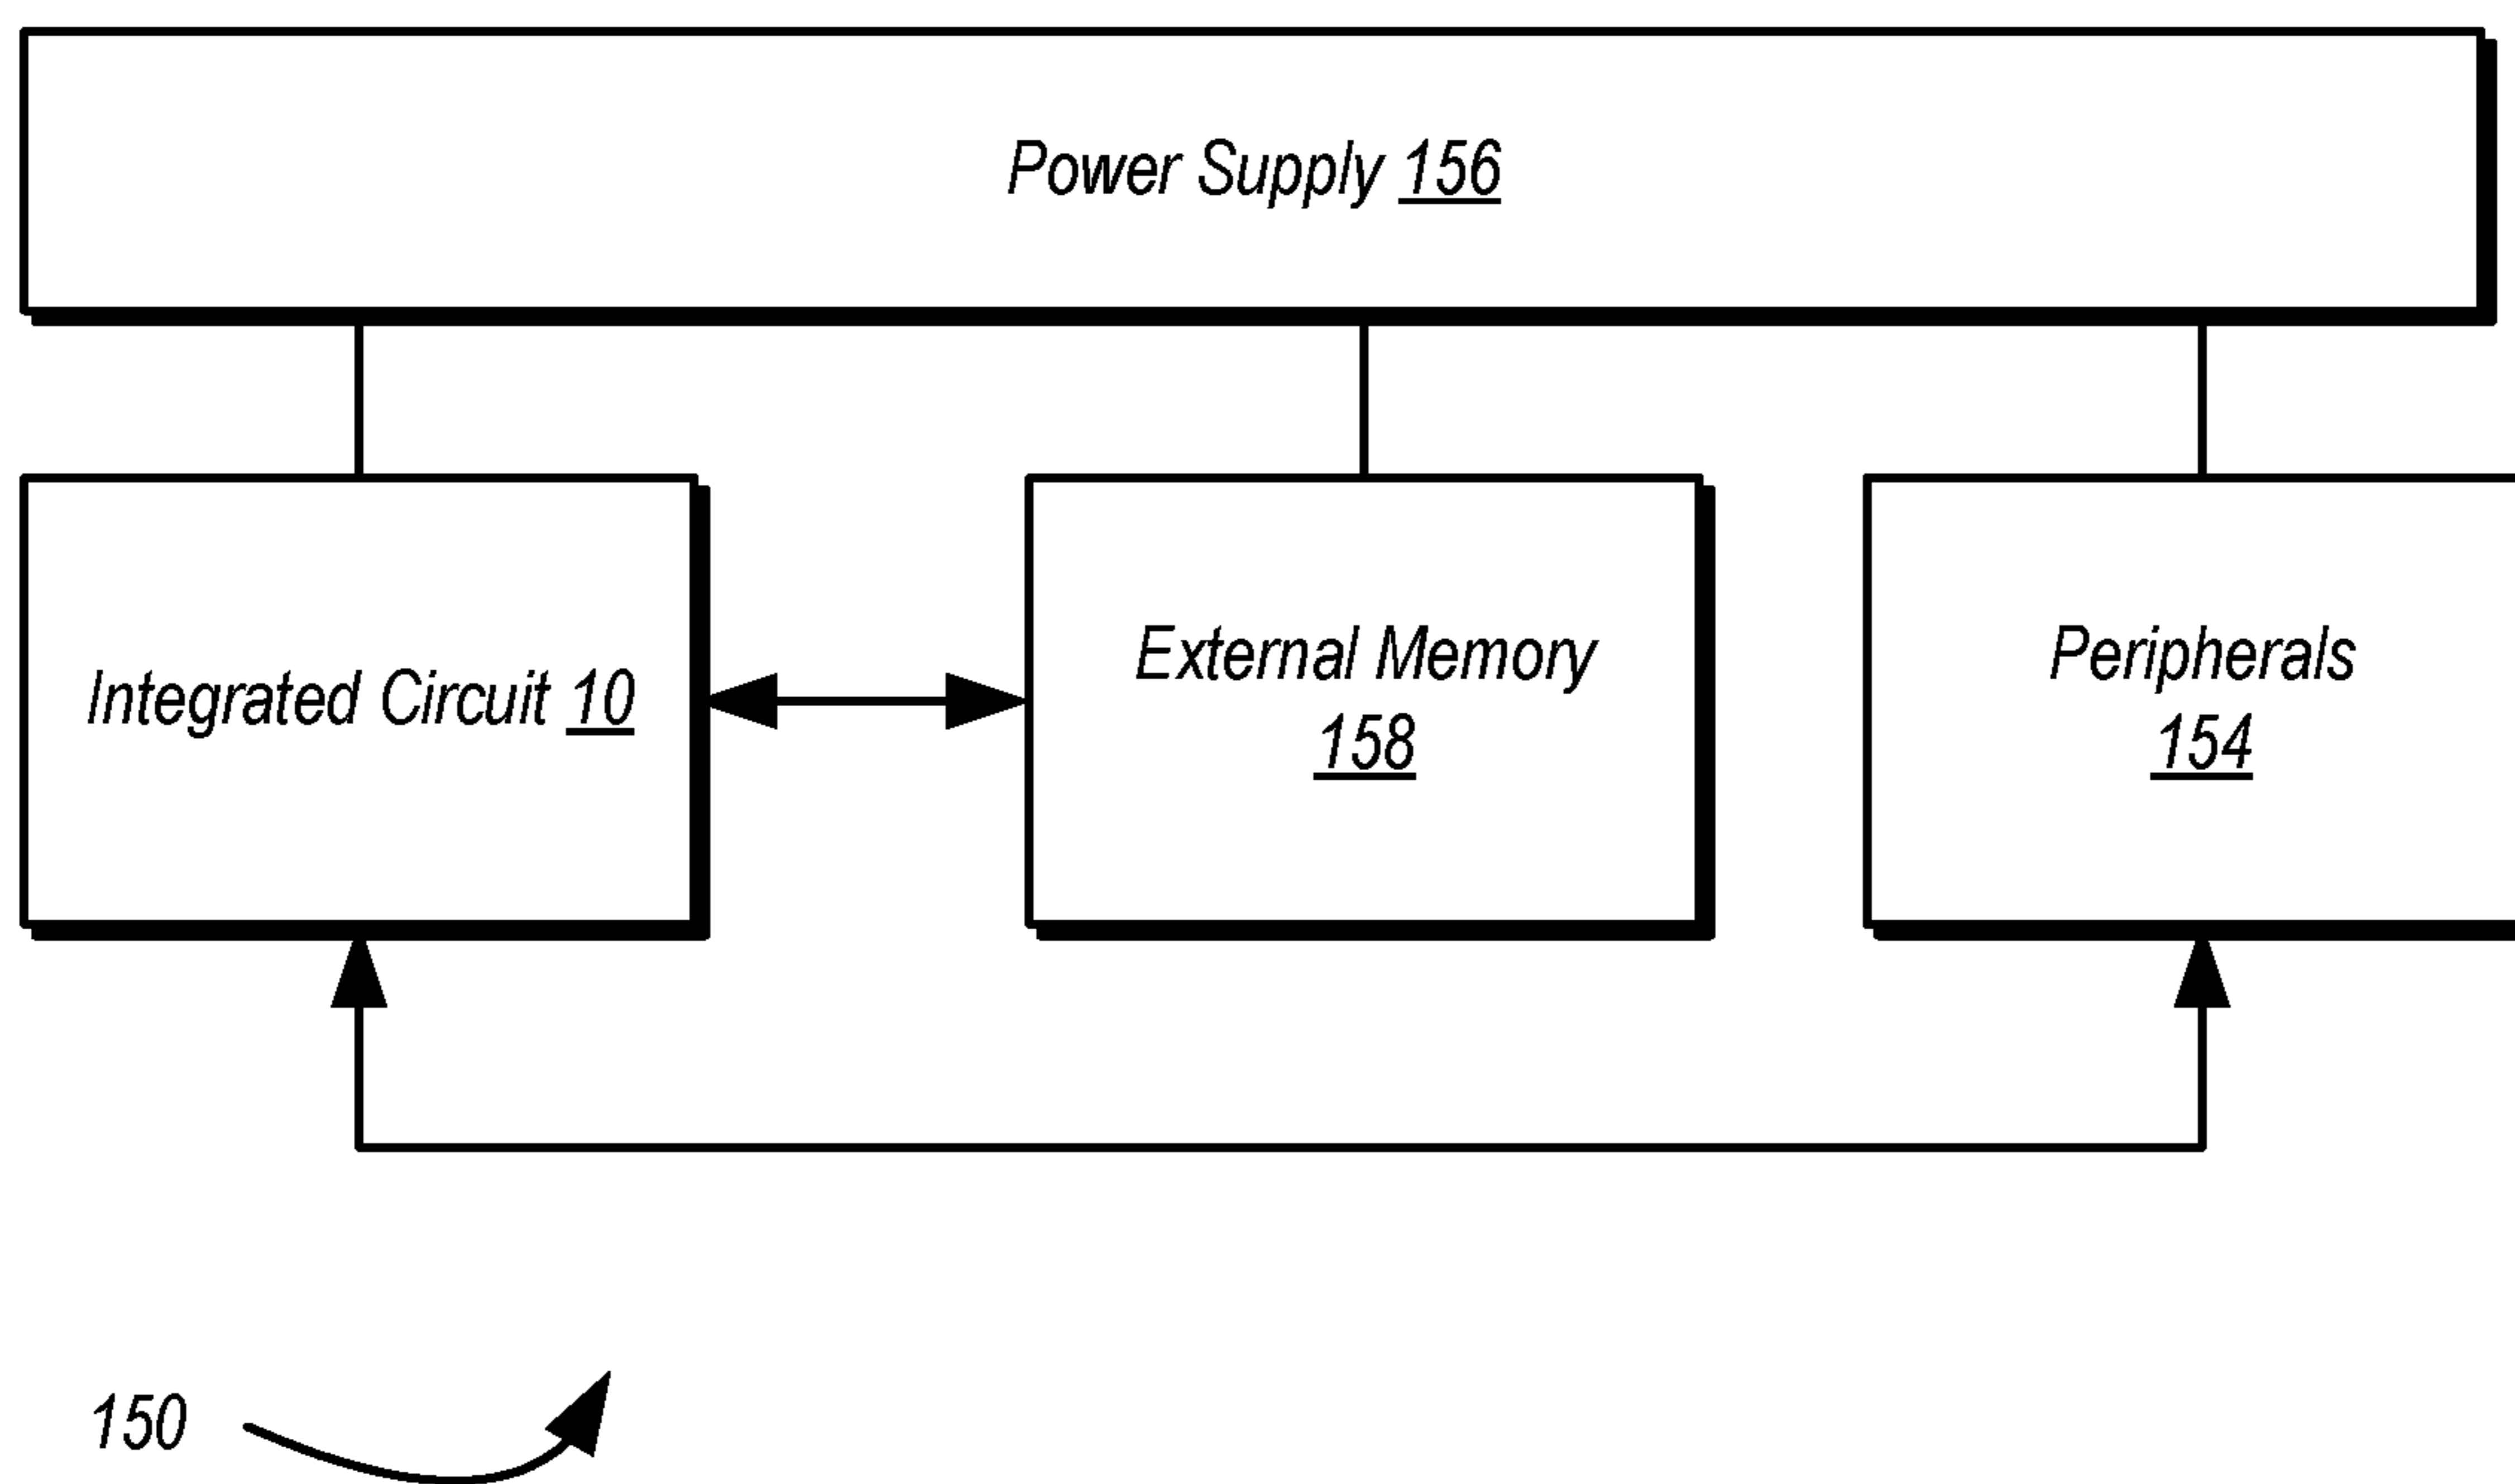 Power Supply 156
Integrated Circuit 10
External Memory
158
Peripherals
154
150